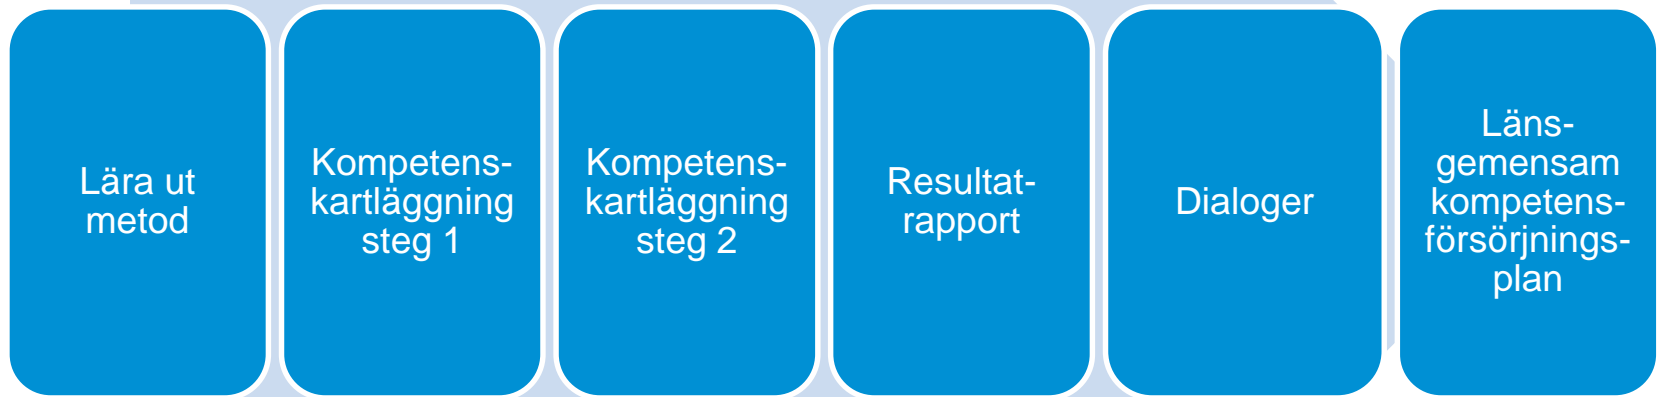 Lära ut
metod
Kompetens-
kartläggning
steg 1
Kompetens-
kartläggning
steg 2
Resultat-
rapport
Dialoger
Läns-
gemensam
kompetens-
försörjnings-
plan